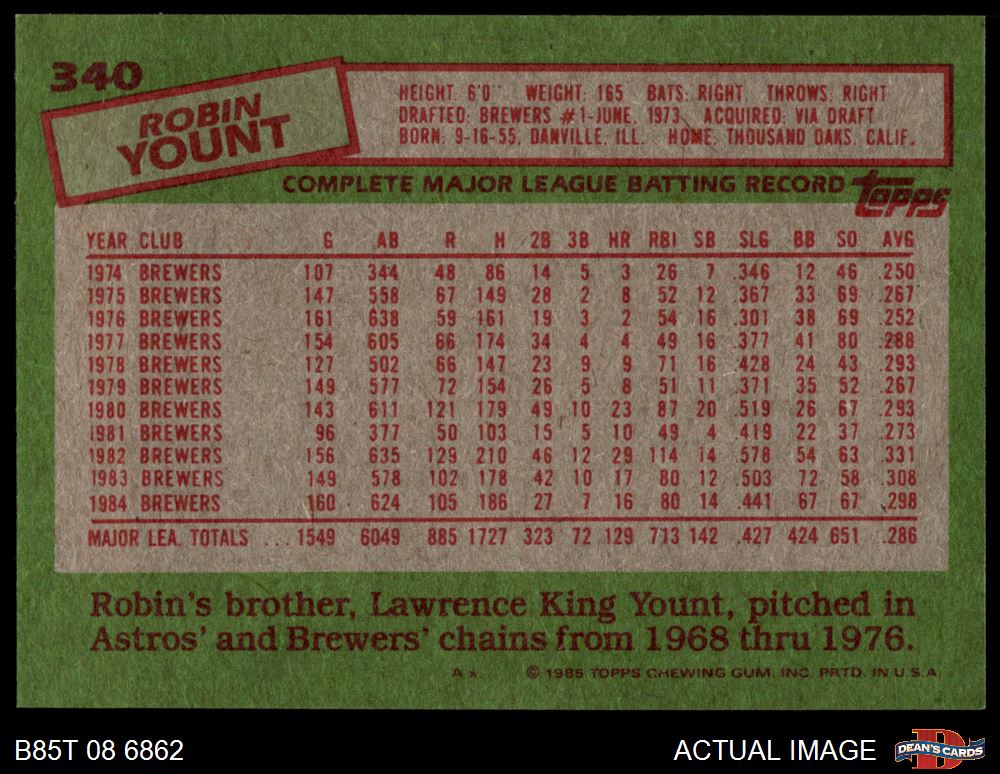 340
ROBIN
YOUNT
HEIGHT: 6'0" WEIGHT: 165 BATS: RIGHT THROWS: RIGHT
DRAFTED: BREWERS #1-JUNE, 1973 ACQUIRED: VIA DRAFT
BORN: 9-16-55, DANVILLE, ILL. HOME: THOUSAND OAKS, CALIF.
COMPLETE MAJOR LEAGUE BATTING RECORD topps
YEAR CLUB G AB R H 2B 3B HR RBI SB SLG BB SO AVG
1974 BREWERS 107 344 48 86 14 5 3 26 7 .346 12 46 .250
1975 BREWERS 147 558 67 149 28 2 8 52 12 .367 33 69 .267
1976 BREWERS 161 638 59 161 19 3 2 54 16 .301 38 69 .252
1977 BREWERS 154 605 66 174 34 4 4 49 16 .377 41 80 .288
1978 BREWERS 127 502 66 147 23 9 9 71 16 .428 24 43 .293
1979 BREWERS 149 577 72 154 26 5 8 51 11 .371 35 52 .267
1980 BREWERS 143 611 121 179 49 10 23 87 20 .519 26 67 .293
1981 BREWERS 96 377 50 103 15 5 10 49 4 .419 22 37 .273
1982 BREWERS 156 635 129 210 46 12 29 114 14 .578 54 63 .331
1983 BREWERS 149 578 102 178 42 10 17 80 12 .503 72 58 .308
1984 BREWERS 160 624 105 186 27 7 16 80 14 .441 67 67 .298
MAJOR LEA. TOTALS ... 1549 6049 885 1727 323 72 129 713 142 .427 424 651 .286
Robin's brother, Lawrence King Yount, pitched in
Astros' and Brewers' chains from 1968 thru 1976.
A* © 1985 TOPPS CHEWING GUM, INC. PRTD. IN U.S.A.
B85T 08 6862 ACTUAL IMAGE DEAN'S CARDS